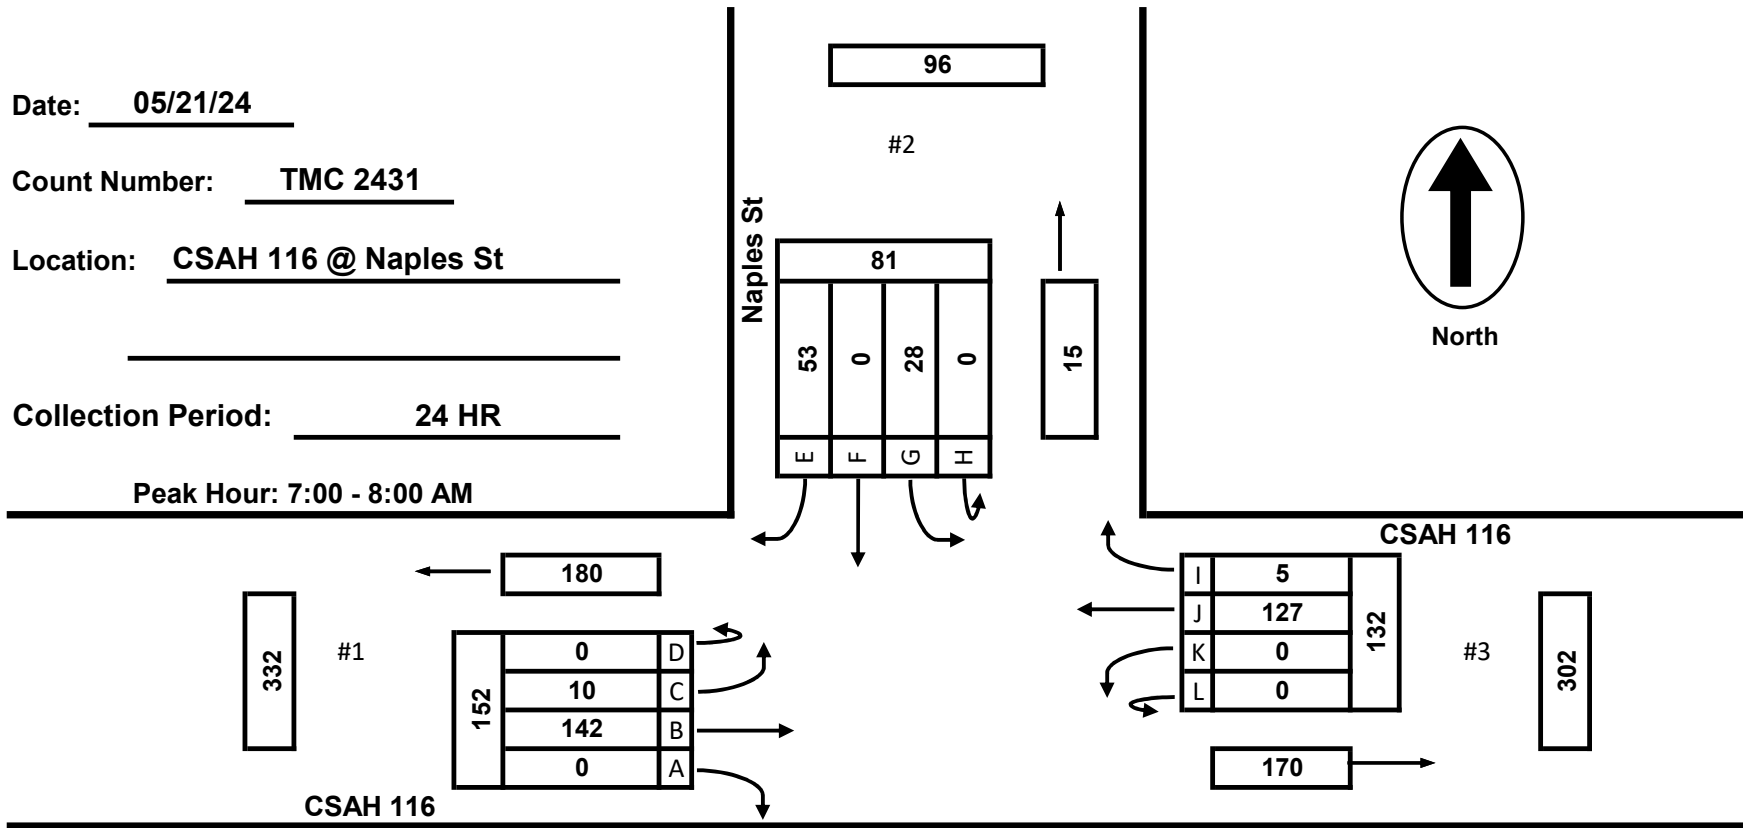 Date: 05/21/24
Count Number: TMC 2431
Location: CSAH 116 @ Naples St
Collection Period: 24 HR
Peak Hour: 7:00 - 8:00 AM
96
#2
Naples St
81
53 0 28 0
E F G H
15
North
CSAH 116
180
332
#1
152
0 D
10 C
142 B
0 A
CSAH 116
I 5
J 127
K 0
L 0
132
#3
302
170